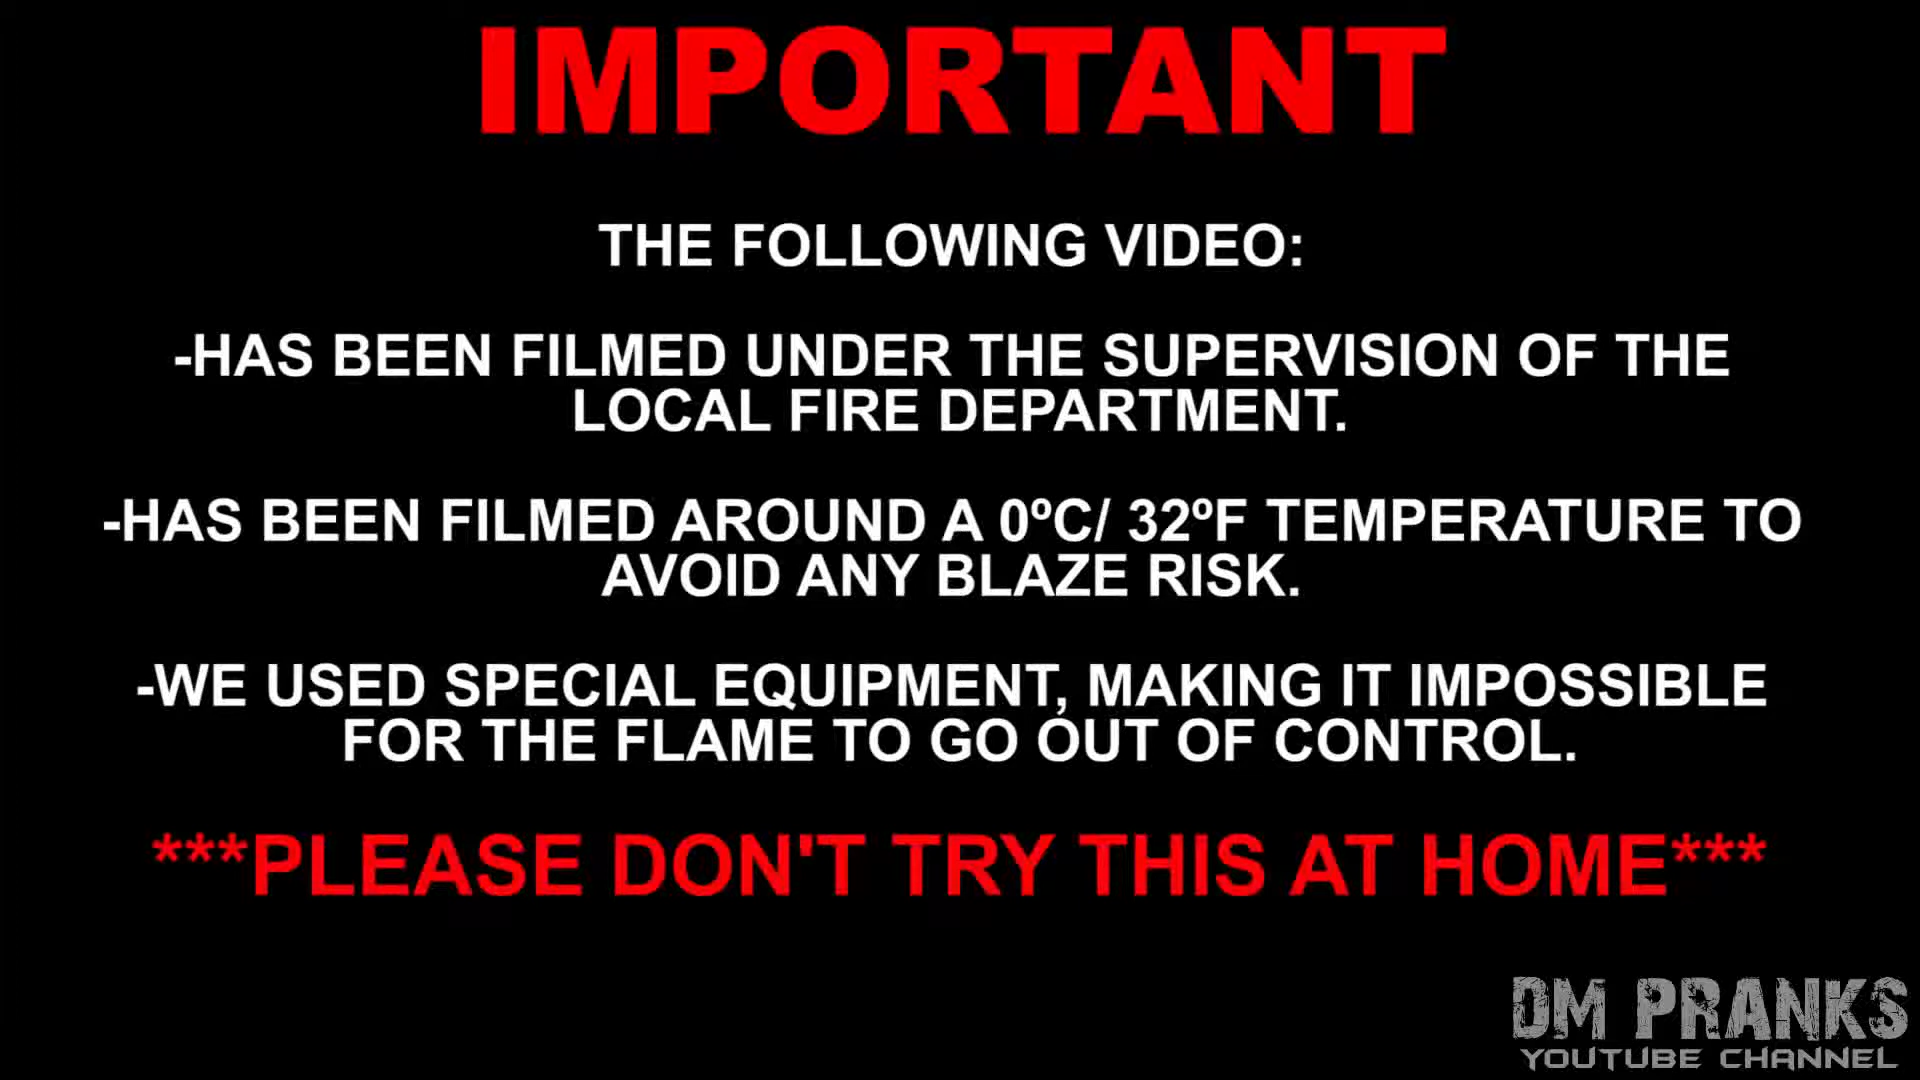 IMPORTANT
THE FOLLOWING VIDEO:
-HAS BEEN FILMED UNDER THE SUPERVISION OF THE
LOCAL FIRE DEPARTMENT.
-HAS BEEN FILMED AROUND A 0ºC/ 32ºF TEMPERATURE TO
AVOID ANY BLAZE RISK.
-WE USED SPECIAL EQUIPMENT, MAKING IT IMPOSSIBLE
FOR THE FLAME TO GO OUT OF CONTROL.
***PLEASE DON'T TRY THIS AT HOME***
DM PRANKS
YOUTUBE CHANNEL